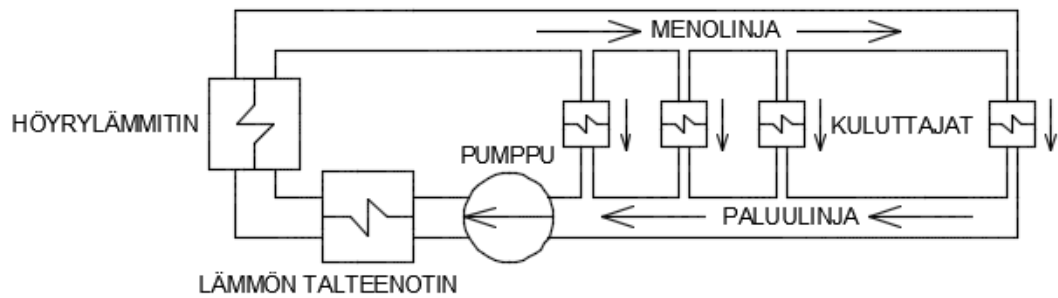 MENOLINJA
HÖYRYLÄMMITIN
KULUTTAJAT
PUMPPU
PALUULINJA
LÄMMÖN TALTEENOTIN